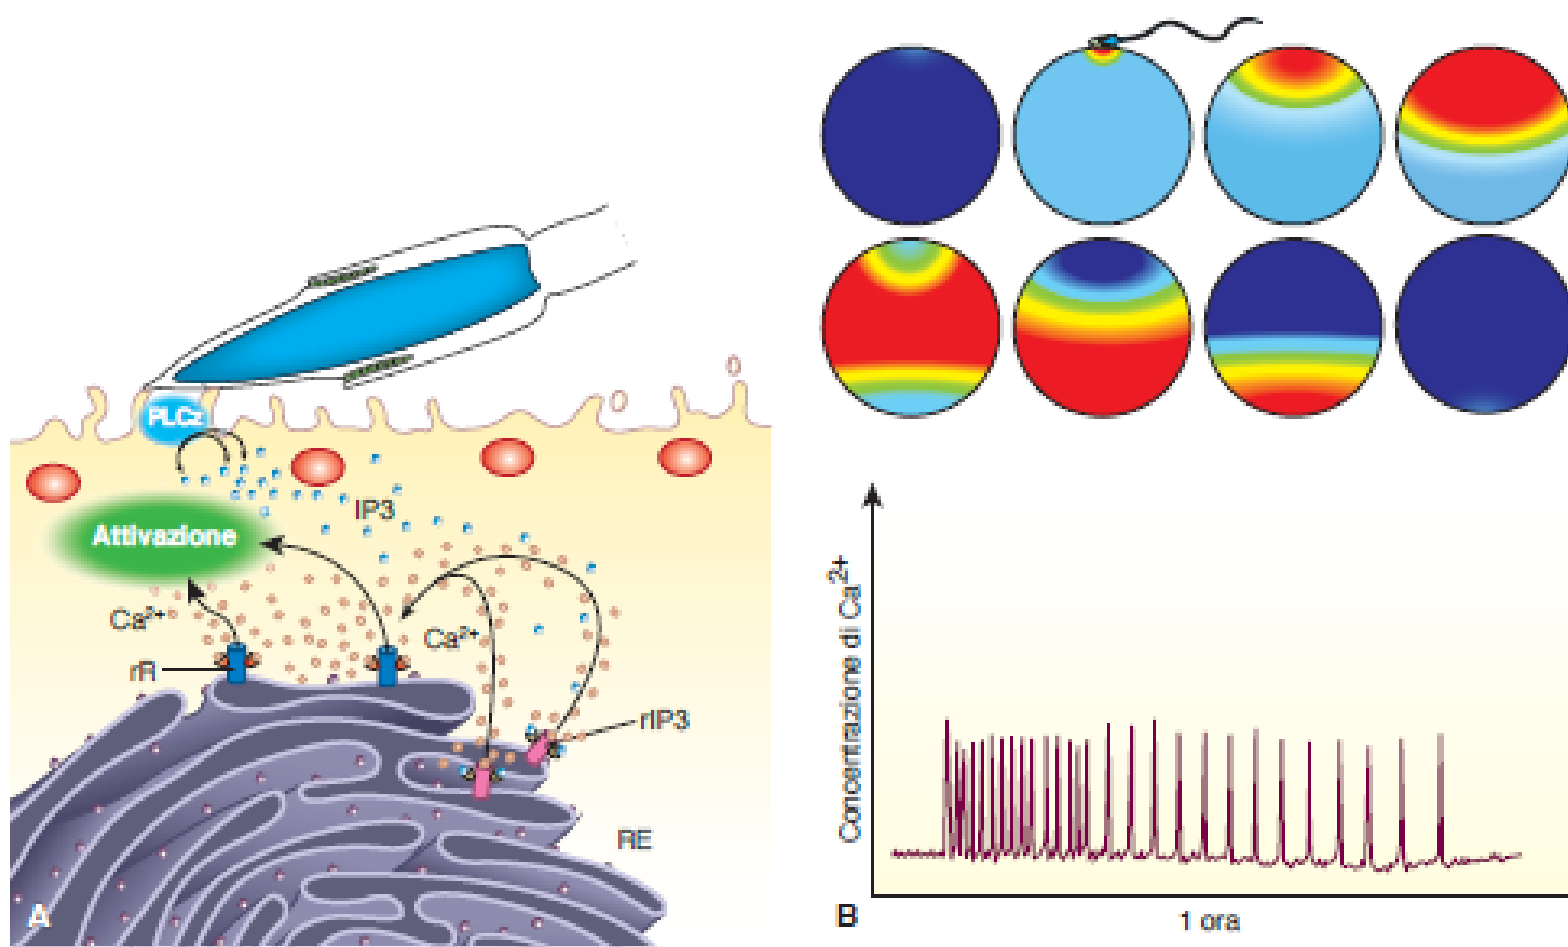 PLCz
IP3
Attivazione
Ca2+
Ca2+
rR
rIP3
RE
A
Concentrazione di Ca2+
B
1 ora